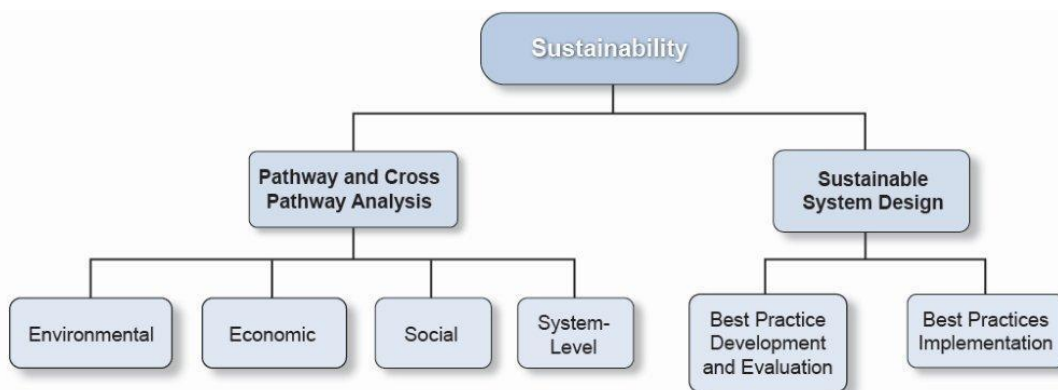 Sustainability
Pathway and Cross
Pathway Analysis
Sustainable
System Design
Environmental
Economic
Social
System-
Level
Best Practice
Development
and Evaluation
Best Practices
Implementation